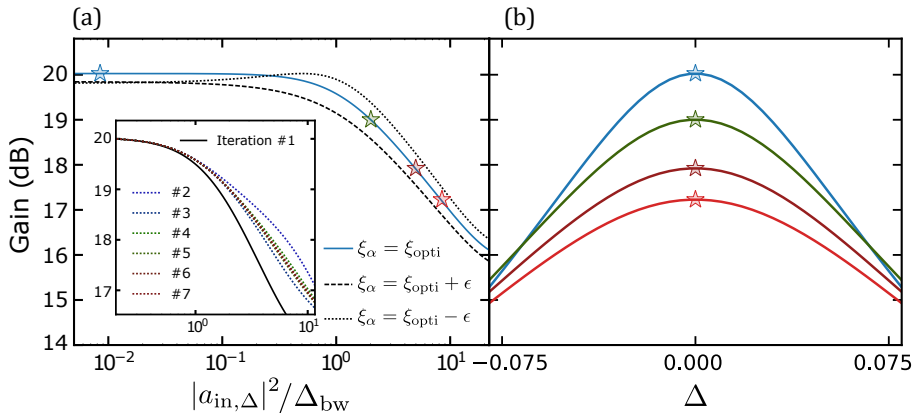 (a)
(b)
Gain (dB)
20
19
18
17
16
15
14
20
19
18
17
10⁰
10¹
Iteration #1
#2
#3
#4
#5
#6
#7
ξ_α = ξ_opti
ξ_α = ξ_opti + ϵ
ξ_α = ξ_opti − ϵ
10⁻²
10⁻¹
10⁰
10¹
|a_in,Δ|²/Δ_bw
-0.075
0.000
0.075
Δ